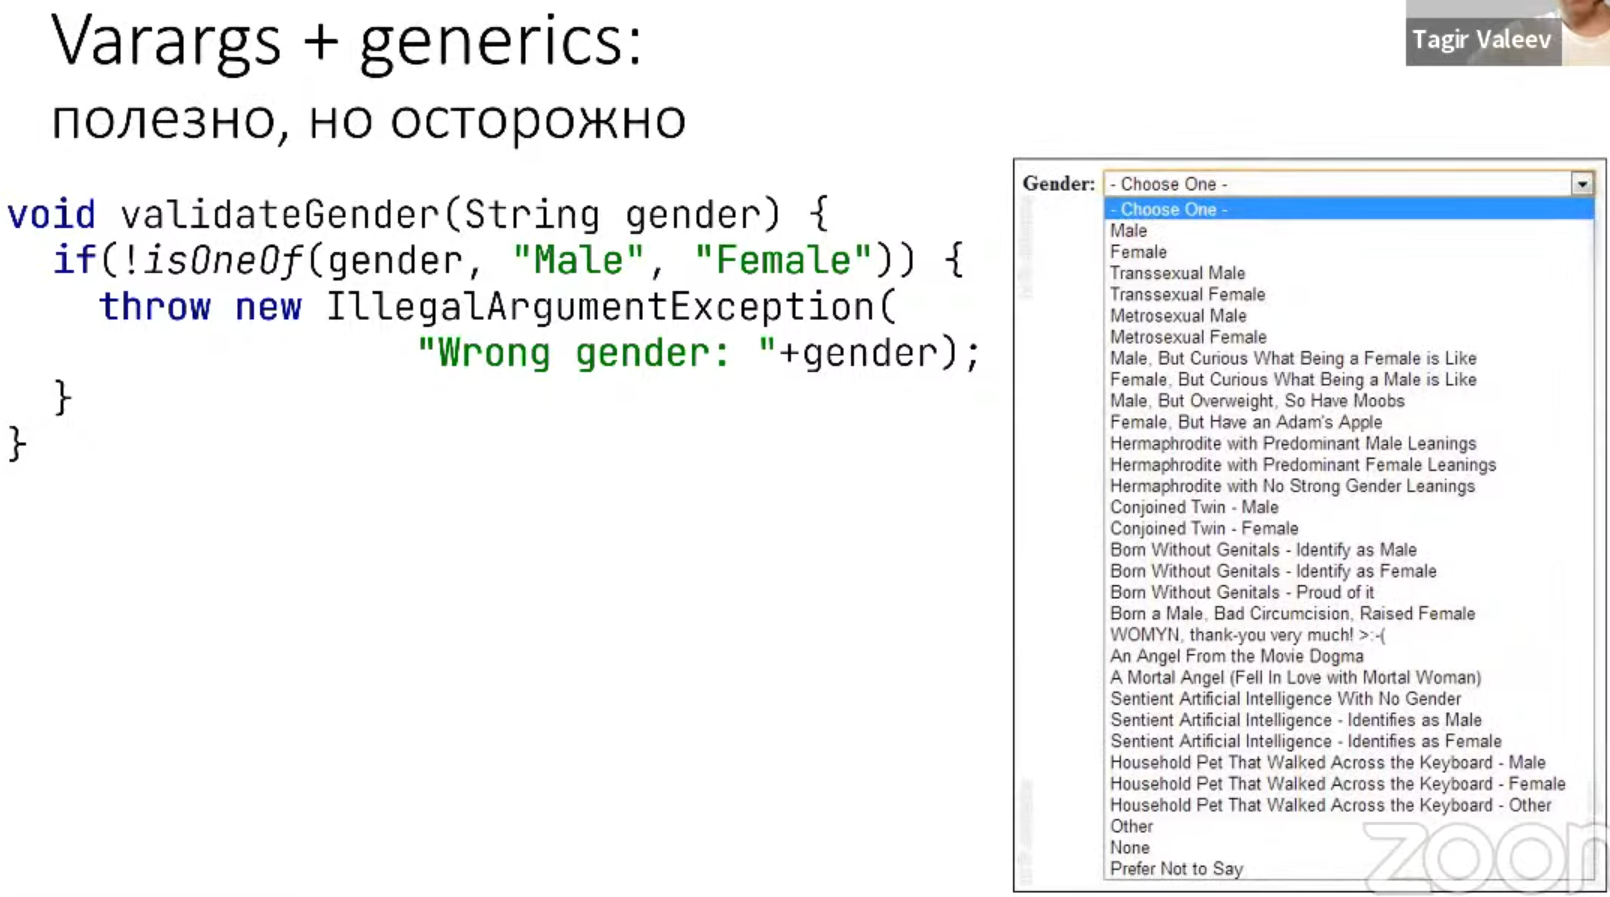 Varargs + generics:
полезно, но осторожно
Tagir Valeev
void validateGender(String gender) {
if(!isOneOf(gender, "Male", "Female")) {
throw new IllegalArgumentException(
"Wrong gender: "+gender);
}
}
Gender: - Choose One -
- Choose One -
Male
Female
Transsexual Male
Transsexual Female
Metrosexual Male
Metrosexual Female
Male, But Curious What Being a Female is Like
Female, But Curious What Being a Male is Like
Male, But Overweight, So Have Moobs
Female, But Have an Adam's Apple
Hermaphrodite with Predominant Male Leanings
Hermaphrodite with Predominant Female Leanings
Hermaphrodite with No Strong Gender Leanings
Conjoined Twin - Male
Conjoined Twin - Female
Born Without Genitals - Identify as Male
Born Without Genitals - Identify as Female
Born Without Genitals - Proud of it
Born a Male, Bad Circumcision, Raised Female
WOMYN, thank-you very much! >:-(
An Angel From the Movie Dogma
A Mortal Angel (Fell In Love with Mortal Woman)
Sentient Artificial Intelligence With No Gender
Sentient Artificial Intelligence - Identifies as Male
Sentient Artificial Intelligence - Identifies as Female
Household Pet That Walked Across the Keyboard - Male
Household Pet That Walked Across the Keyboard - Female
Household Pet That Walked Across the Keyboard - Other
Other
None
Prefer Not to Say
zoom